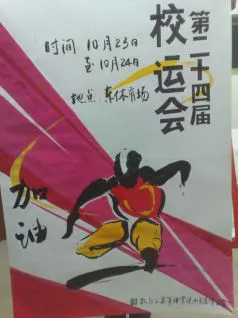 第二十四届
校运会
时间 10月23日
至10月24日
地点 东体育场
加油